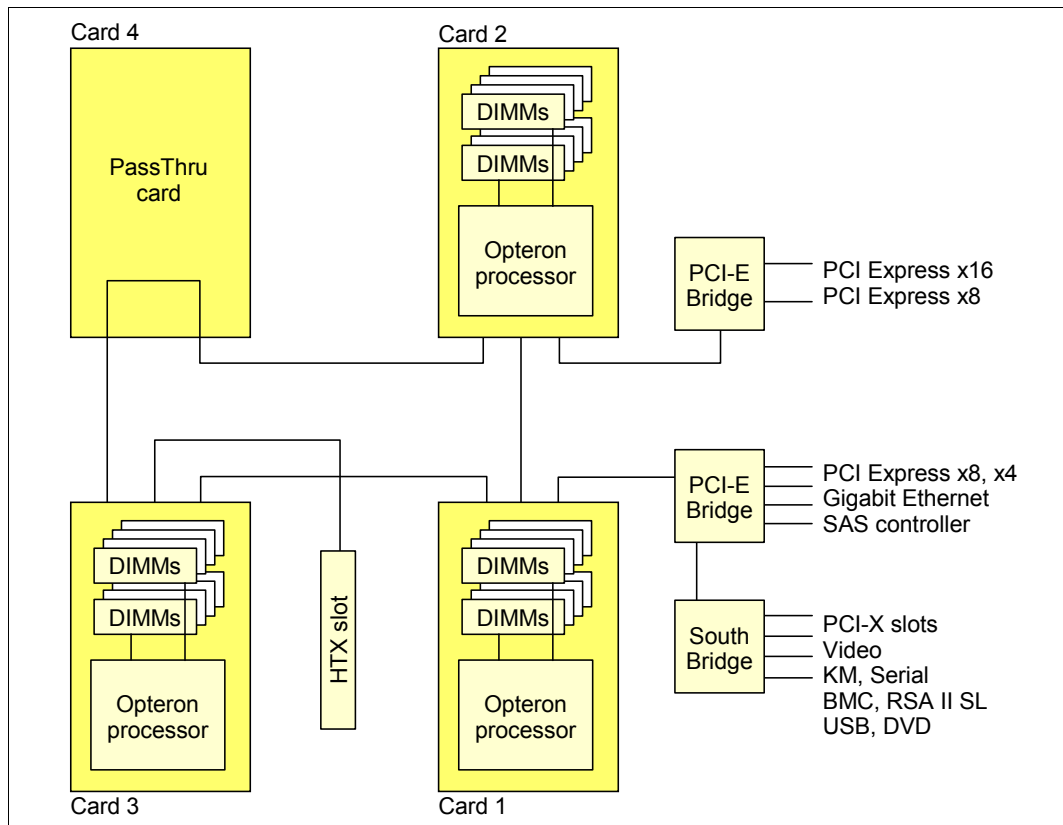 Card 4
Card 2
PassThru
card
DIMMs
DIMMs
Opteron
processor
PCI-E
Bridge
PCI Express x16
PCI Express x8
DIMMs
DIMMs
Opteron
processor
Card 3
HTX slot
DIMMs
DIMMs
Opteron
processor
Card 1
PCI-E
Bridge
PCI Express x8, x4
Gigabit Ethernet
SAS controller
South
Bridge
PCI-X slots
Video
KM, Serial
BMC, RSA II SL
USB, DVD